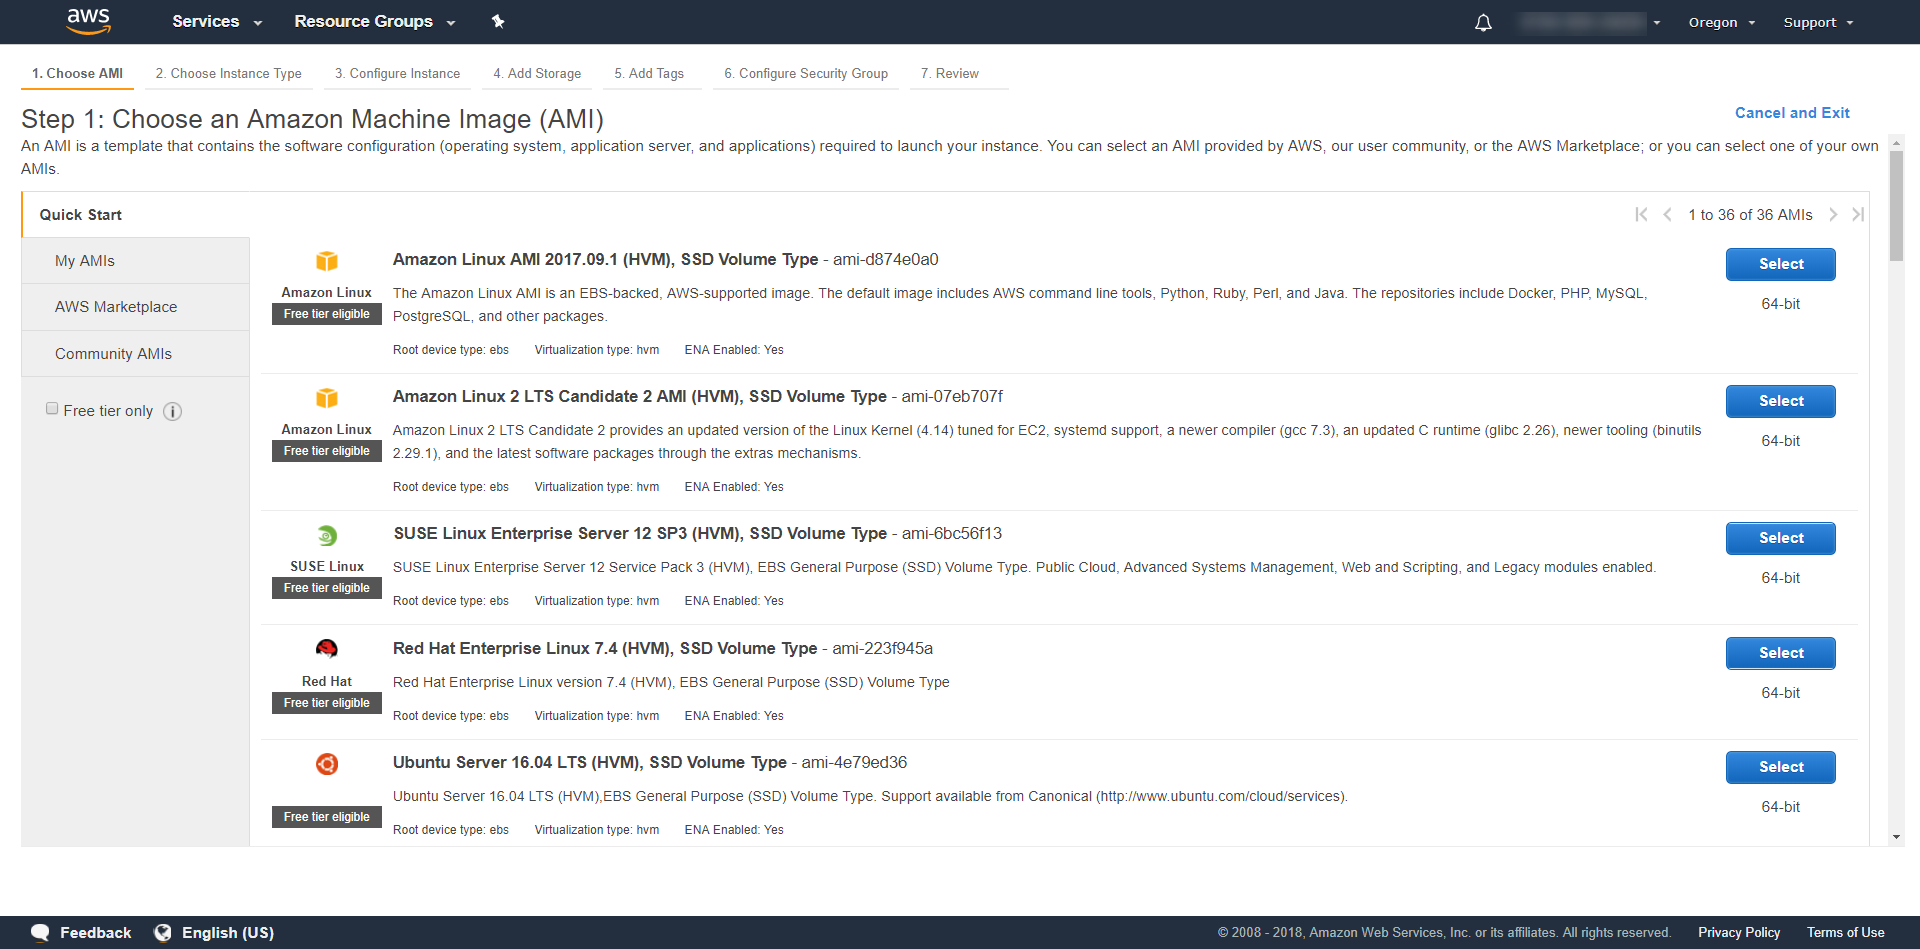 aws Services Resource Groups Oregon Support
1. Choose AMI 2. Choose Instance Type 3. Configure Instance 4. Add Storage 5. Add Tags 6. Configure Security Group 7. Review
Step 1: Choose an Amazon Machine Image (AMI)
Cancel and Exit
An AMI is a template that contains the software configuration (operating system, application server, and applications) required to launch your instance. You can select an AMI provided by AWS, our user community, or the AWS Marketplace; or you can select one of your own
AMIs.
Quick Start
1 to 36 of 36 AMIs
My AMIs
AWS Marketplace
Community AMIs
Free tier only
Amazon Linux
Free tier eligible
Amazon Linux AMI 2017.09.1 (HVM), SSD Volume Type - ami-d874e0a0
The Amazon Linux AMI is an EBS-backed, AWS-supported image. The default image includes AWS command line tools, Python, Ruby, Perl, and Java. The repositories include Docker, PHP, MySQL,
PostgreSQL, and other packages.
Root device type: ebs Virtualization type: hvm ENA Enabled: Yes
Select
64-bit
Amazon Linux
Free tier eligible
Amazon Linux 2 LTS Candidate 2 AMI (HVM), SSD Volume Type - ami-07eb707f
Amazon Linux 2 LTS Candidate 2 provides an updated version of the Linux Kernel (4.14) tuned for EC2, systemd support, a newer compiler (gcc 7.3), an updated C runtime (glibc 2.26), newer tooling (binutils
2.29.1), and the latest software packages through the extras mechanisms.
Root device type: ebs Virtualization type: hvm ENA Enabled: Yes
Select
64-bit
SUSE Linux
Free tier eligible
SUSE Linux Enterprise Server 12 SP3 (HVM), SSD Volume Type - ami-6bc56f13
SUSE Linux Enterprise Server 12 Service Pack 3 (HVM), EBS General Purpose (SSD) Volume Type. Public Cloud, Advanced Systems Management, Web and Scripting, and Legacy modules enabled.
Root device type: ebs Virtualization type: hvm ENA Enabled: Yes
Select
64-bit
Red Hat
Free tier eligible
Red Hat Enterprise Linux 7.4 (HVM), SSD Volume Type - ami-223f945a
Red Hat Enterprise Linux version 7.4 (HVM), EBS General Purpose (SSD) Volume Type
Root device type: ebs Virtualization type: hvm ENA Enabled: Yes
Select
64-bit
Free tier eligible
Ubuntu Server 16.04 LTS (HVM), SSD Volume Type - ami-4e79ed36
Ubuntu Server 16.04 LTS (HVM),EBS General Purpose (SSD) Volume Type. Support available from Canonical (http://www.ubuntu.com/cloud/services).
Root device type: ebs Virtualization type: hvm ENA Enabled: Yes
Select
64-bit
Feedback English (US) © 2008 - 2018, Amazon Web Services, Inc. or its affiliates. All rights reserved. Privacy Policy Terms of Use